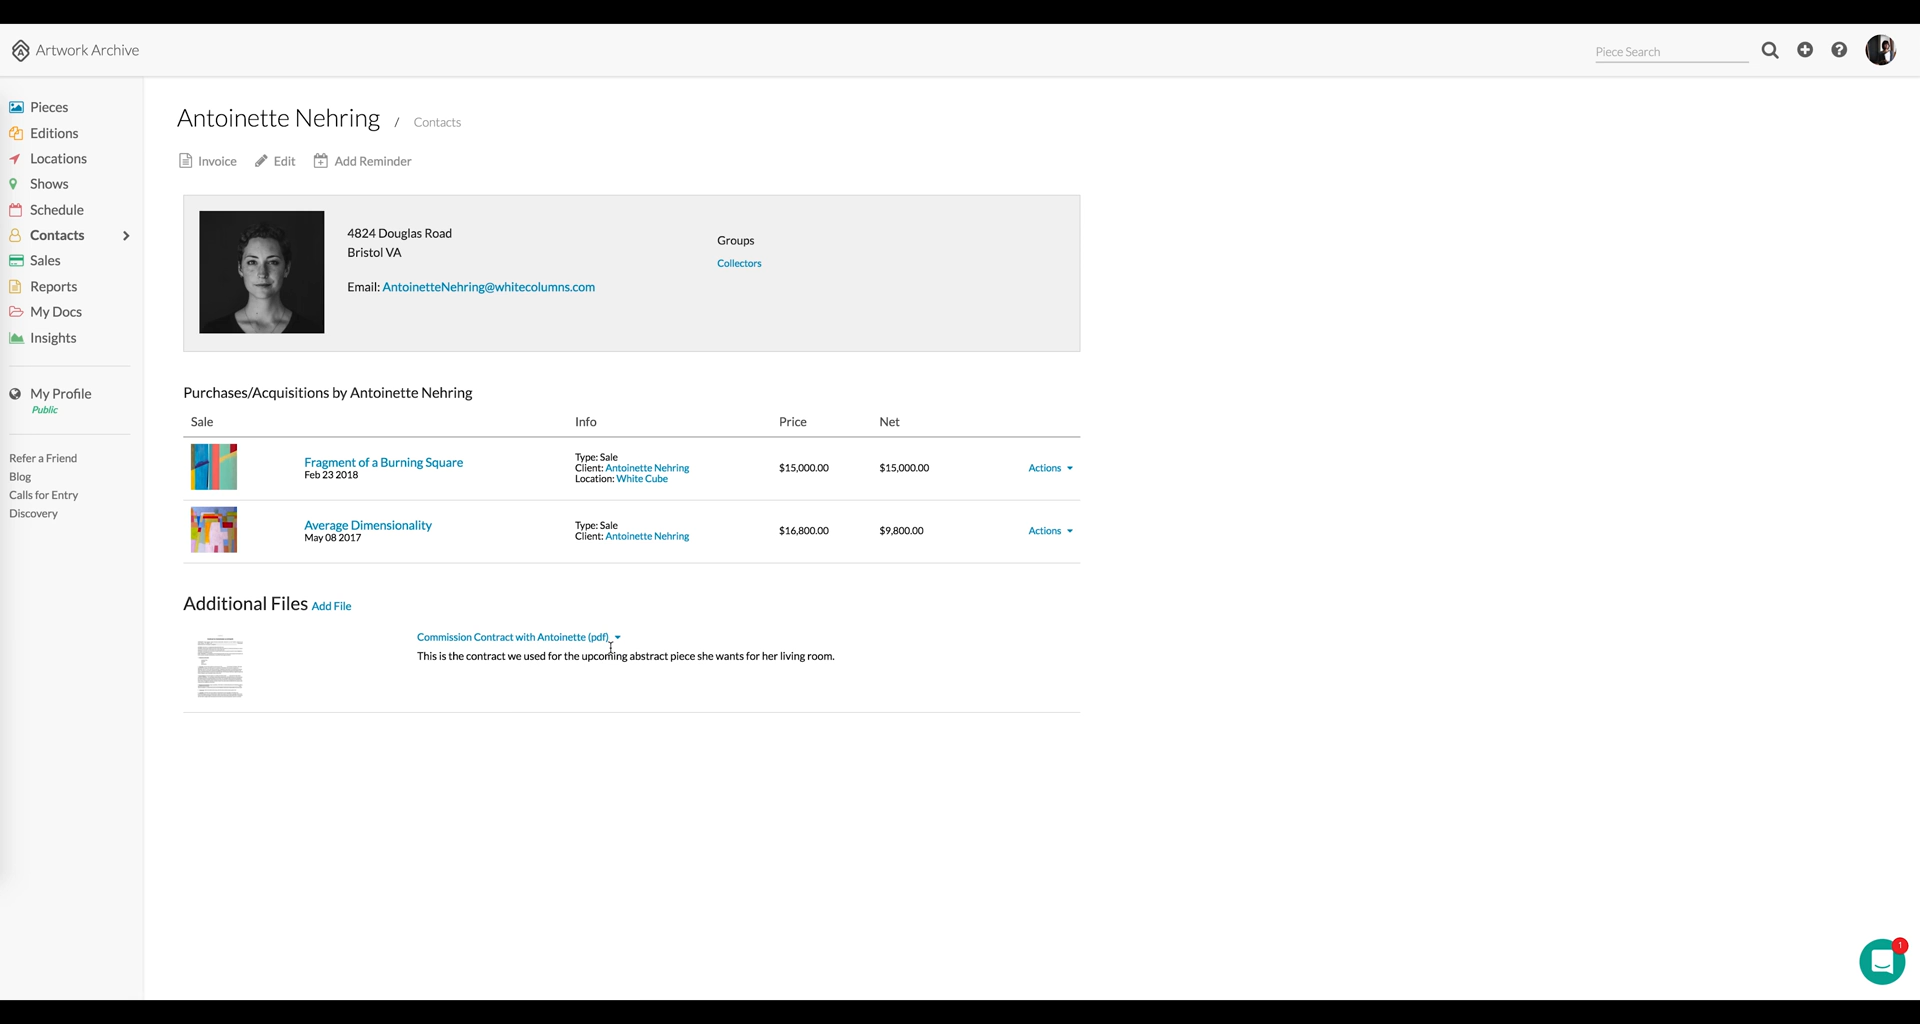 Artwork Archive
Piece Search
Pieces
Editions
Locations
Shows
Schedule
Contacts
Sales
Reports
My Docs
Insights
My Profile
Public
Refer a Friend
Blog
Calls for Entry
Discovery
Antoinette Nehring / Contacts
Invoice Edit Add Reminder
4824 Douglas Road
Bristol VA
Email: AntoinetteNehring@whitecolumns.com
Groups
Collectors
Purchases/Acquisitions by Antoinette Nehring
Sale Info Price Net
Fragment of a Burning Square
Feb 23 2018
Type: Sale
Client: Antoinette Nehring
Location: White Cube
$15,000.00 $15,000.00 Actions
Average Dimensionality
May 08 2017
Type: Sale
Client: Antoinette Nehring
$16,800.00 $9,800.00 Actions
Additional Files Add File
Commission Contract with Antoinette (pdf)
This is the contract we used for the upcoming abstract piece she wants for her living room.
1